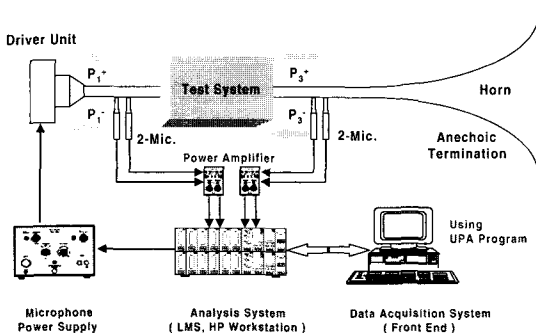 Driver Unit
P₁⁺
P₁⁻
Test System
P₃⁺
P₃⁻
Horn
2-Mic.
2-Mic.
Anechoic
Termination
Power Amplifier
Using
UPA Program
Microphone
Power Supply
Analysis System
( LMS, HP Workstation )
Data Acquisition System
( Front End )